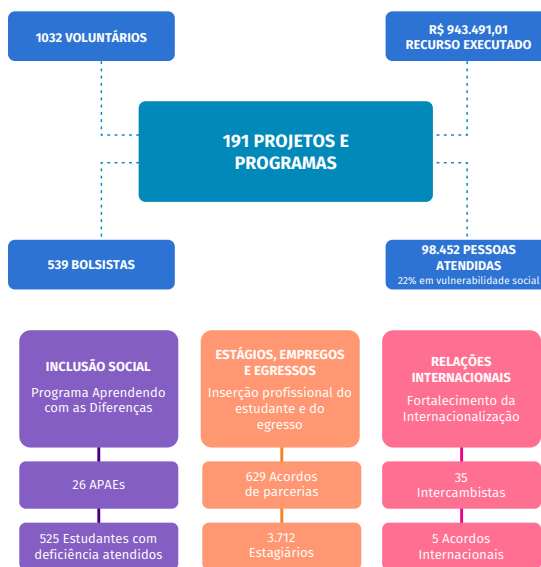 1032 VOLUNTÁRIOS
R$ 943.491,01
RECURSO EXECUTADO
191 PROJETOS E
PROGRAMAS
539 BOLSISTAS
98.452 PESSOAS
ATENDIDAS
22% em vulnerabilidade social
INCLUSÃO SOCIAL
Programa Aprendendo
com as Diferenças
26 APAEs
525 Estudantes com
deficiência atendidos
ESTÁGIOS, EMPREGOS
E EGRESSOS
Inserção profissional do
estudante e do
egresso
629 Acordos
de parcerias
3.712
Estagiários
RELAÇÕES
INTERNACIONAIS
Fortalecimento da
Internacionalização
35
Intercambistas
5 Acordos
Internacionais